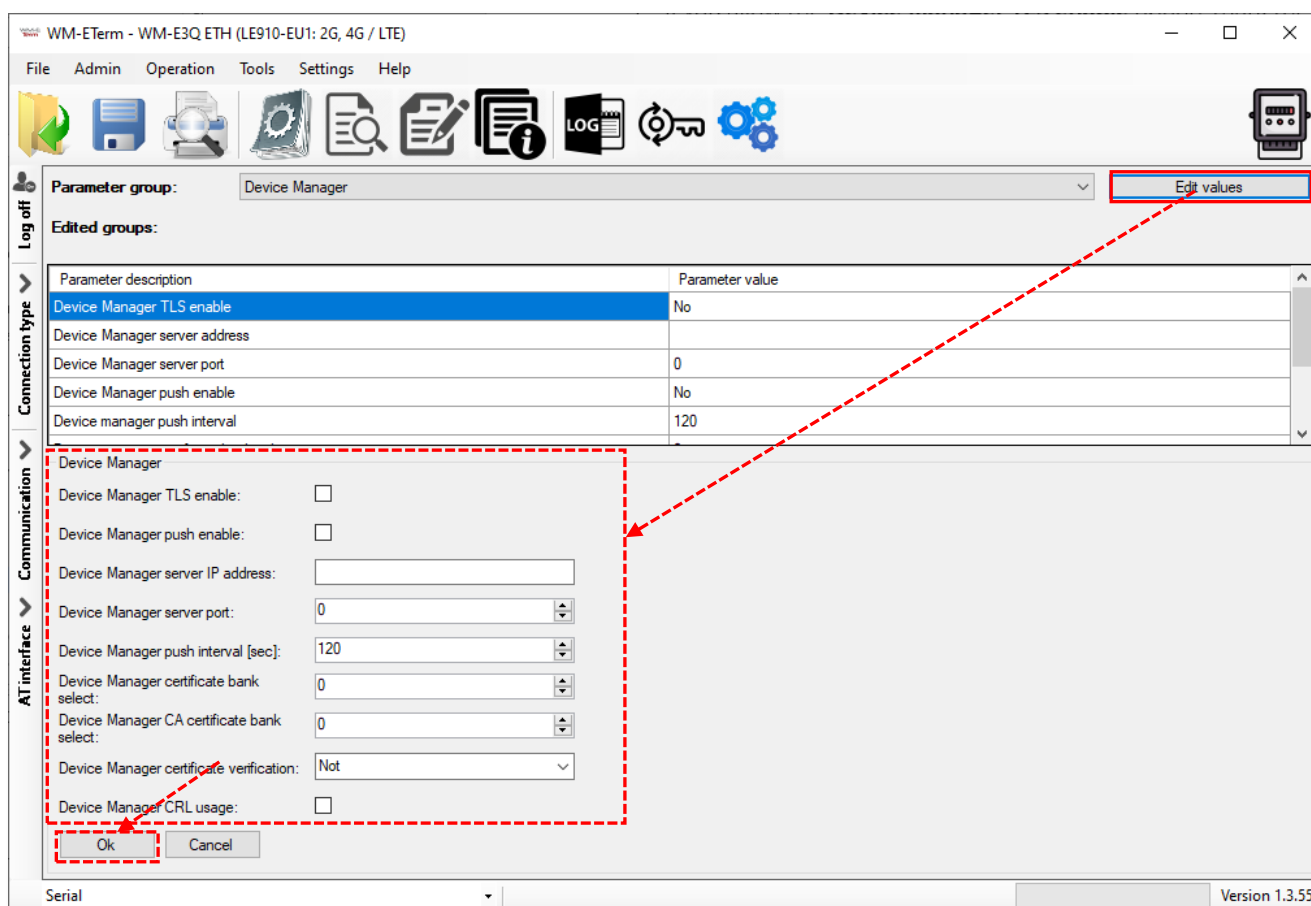 WM-ETerm - WM-E3Q ETH (LE910-EU1: 2G, 4G / LTE)
File Admin Operation Tools Settings Help
LOG
Log off
Connection type
Communication
AT interface
Parameter group: Device Manager Edit values
Edited groups:
Parameter description Parameter value
Device Manager TLS enable No
Device Manager server address
Device Manager server port 0
Device Manager push enable No
Device manager push interval 120
Device Manager
Device Manager TLS enable:
Device Manager push enable:
Device Manager server IP address:
Device Manager server port: 0
Device Manager push interval [sec]: 120
Device Manager certificate bank
select: 0
Device Manager CA certificate bank
select: 0
Device Manager certificate verification: Not
Device Manager CRL usage:
Ok Cancel
Serial Version 1.3.55